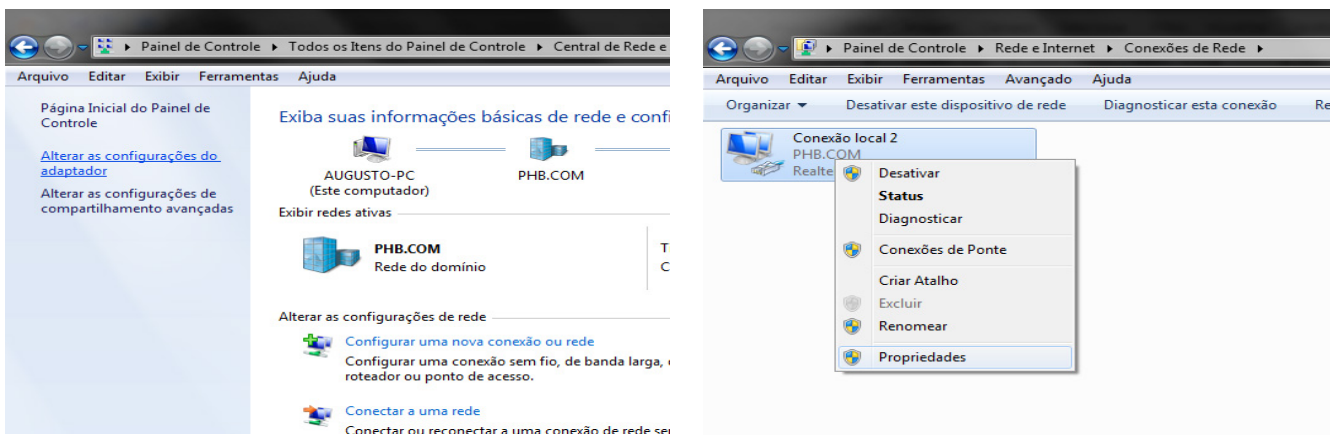 Painel de Controle ▸ Todos os Itens do Painel de Controle ▸ Central de Rede e
Arquivo Editar Exibir Ferramentas Ajuda
Página Inicial do Painel de
Controle
Alterar as configurações do
adaptador
Alterar as configurações de
compartilhamento avançadas
Exiba suas informações básicas de rede e
AUGUSTO-PC
(Este computador)
PHB.COM
Exibir redes ativas
PHB.COM
Rede do domínio
T
C
Alterar as configurações de rede
Configurar uma nova conexão ou rede
Configurar uma conexão sem fio, de banda larga,
roteador ou ponto de acesso.
Conectar a uma rede
Conectar ou reconectar a uma conexão de rede
Painel de Controle ▸ Rede e Internet ▸ Conexões de Rede ▸
Arquivo Editar Exibir Ferramentas Avançado Ajuda
Organizar Desativar este dispositivo de rede Diagnosticar esta conexão Re
Conexão local 2
PHB.COM
Realte
Desativar
Status
Diagnosticar
Conexões de Ponte
Criar Atalho
Excluir
Renomear
Propriedades